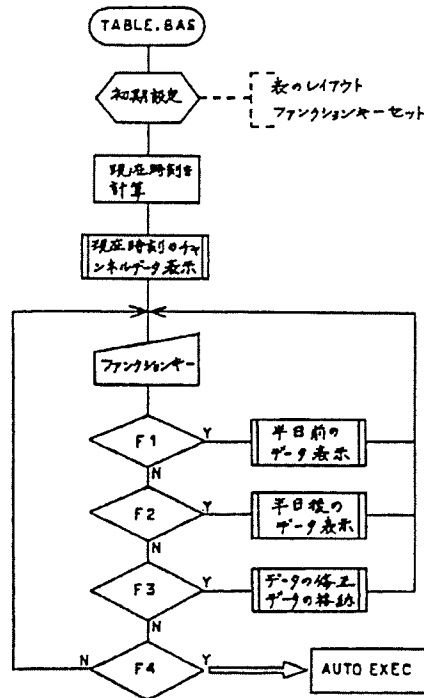 TABLE.BAS
初期設定
表のレイアウト
ファンクションキーセット
現在時刻を
計算
現在時刻のチャ
ンネルデータ表示
ファンクションキー
F1
Y
半日前の
データ表示
N
F2
Y
半日後の
データ表示
N
F3
Y
データの修正
データの格納
N
N
F4
Y
AUTO EXEC